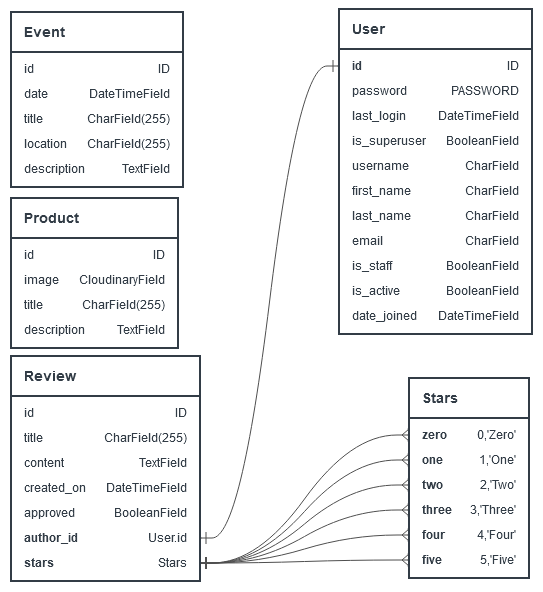 Event
id ID
date DateTimeField
title CharField(255)
location CharField(255)
description TextField
Product
id ID
image CloudinaryField
title CharField(255)
description TextField
Review
id ID
title CharField(255)
content TextField
created_on DateTimeField
approved BooleanField
author_id User.id
stars Stars
User
id ID
password PASSWORD
last_login DateTimeField
is_superuser BooleanField
username CharField
first_name CharField
last_name CharField
email CharField
is_staff BooleanField
is_active BooleanField
date_joined DateTimeField
Stars
zero 0,'Zero'
one 1,'One'
two 2,'Two'
three 3,'Three'
four 4,'Four'
five 5,'Five'